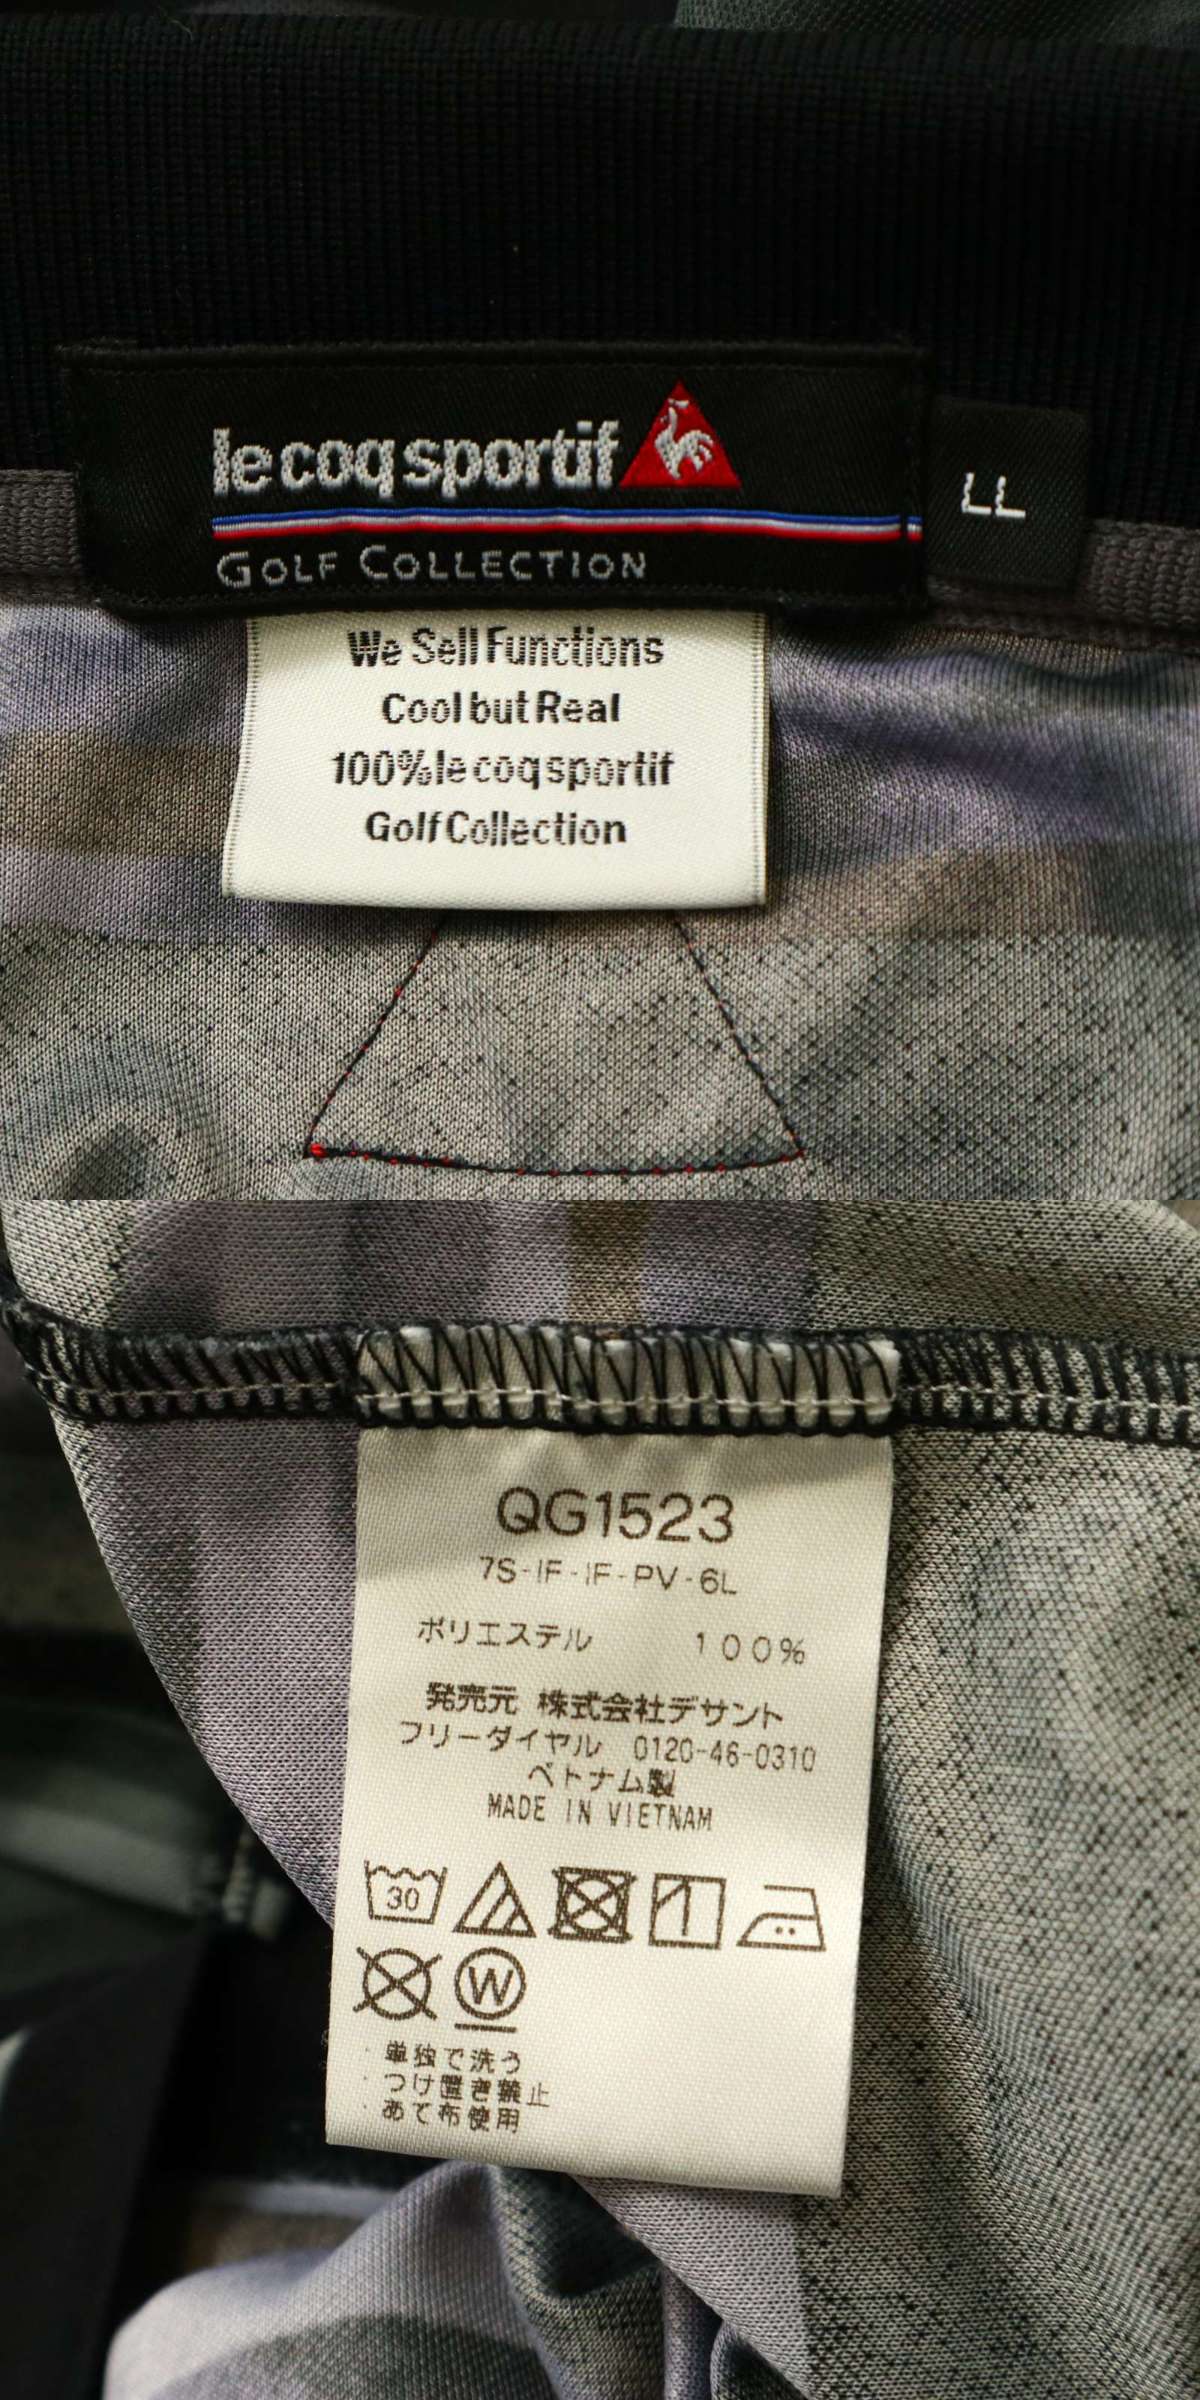 le coq sportif
LL
GOLF COLLECTION
We Sell Functions
Cool but Real
100% le coq sportif
Golf Collection
QG1523
7S-IF-IF-PV-6L
ポリエステル 100%
発売元 株式会社デサント
フリーダイヤル 0120-46-0310
ベトナム製
MADE IN VIETNAM
30
W
・単独で洗う
・つけ置き禁止
・あて布使用